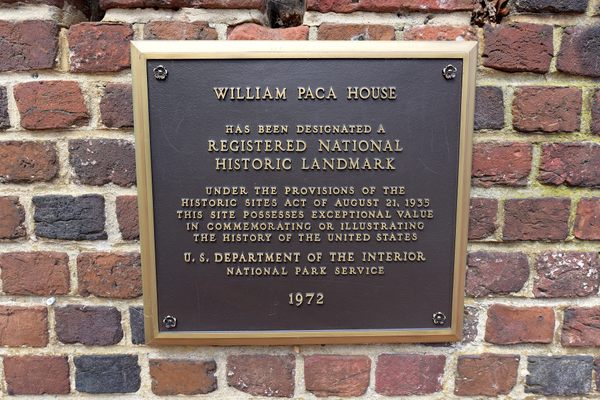 WILLIAM PACA HOUSE
HAS BEEN DESIGNATED A
REGISTERED NATIONAL
HISTORIC LANDMARK
UNDER THE PROVISIONS OF THE
HISTORIC SITES ACT OF AUGUST 21, 1935
THIS SITE POSSESSES EXCEPTIONAL VALUE
IN COMMEMORATING OR ILLUSTRATING
THE HISTORY OF THE UNITED STATES
U. S. DEPARTMENT OF THE INTERIOR
NATIONAL PARK SERVICE
1972